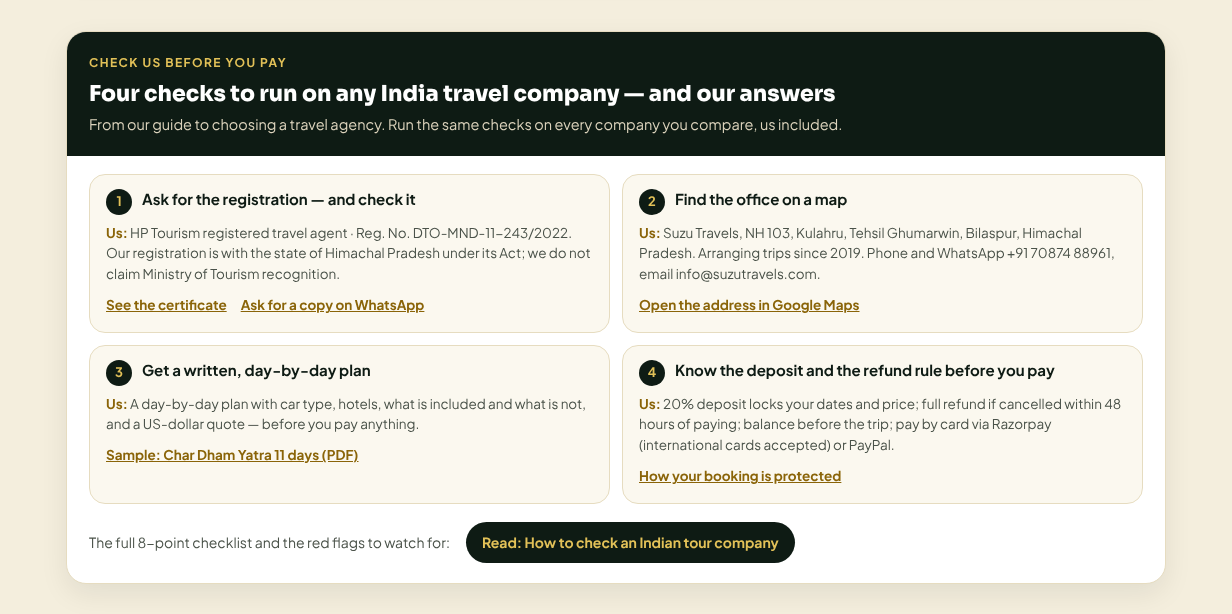 CHECK US BEFORE YOU PAY
Four checks to run on any India travel company — and our answers
From our guide to choosing a travel agency. Run the same checks on every company you compare, us included.
1 Ask for the registration — and check it
Us: HP Tourism registered travel agent · Reg. No. DTO-MND-11-243/2022.
Our registration is with the state of Himachal Pradesh under its Act; we do not
claim Ministry of Tourism recognition.
See the certificate Ask for a copy on WhatsApp
2 Find the office on a map
Us: Suzu Travels, NH 103, Kulahru, Tehsil Ghumarwin, Bilaspur, Himachal
Pradesh. Arranging trips since 2019. Phone and WhatsApp +91 70874 88961,
email info@suzutravels.com.
Open the address in Google Maps
3 Get a written, day-by-day plan
Us: A day-by-day plan with car type, hotels, what is included and what is not,
and a US-dollar quote — before you pay anything.
Sample: Char Dham Yatra 11 days (PDF)
4 Know the deposit and the refund rule before you pay
Us: 20% deposit locks your dates and price; full refund if cancelled within 48
hours of paying; balance before the trip; pay by card via Razorpay
(international cards accepted) or PayPal.
How your booking is protected
The full 8-point checklist and the red flags to watch for:
Read: How to check an Indian tour company